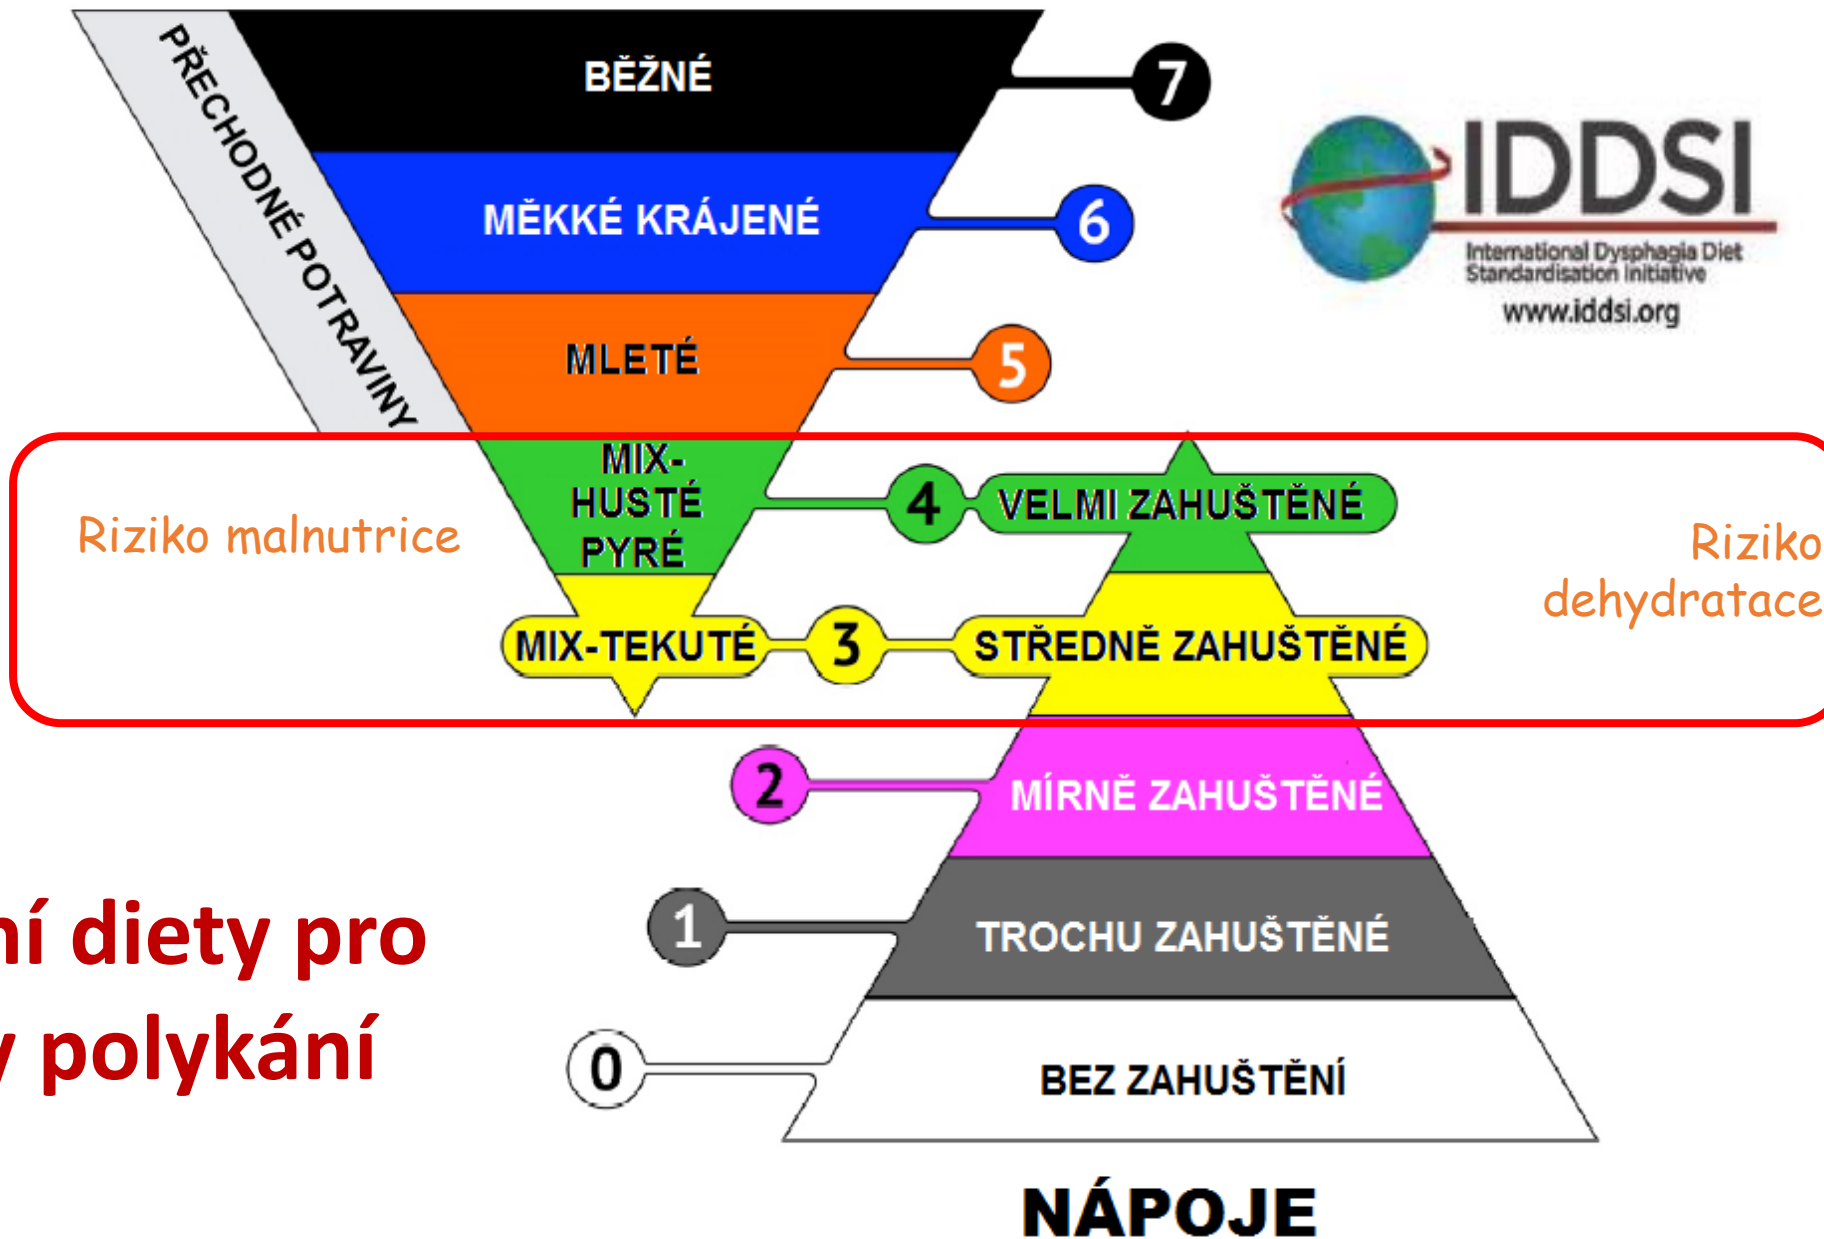 PŘECHODNÉ POTRAVINY
BĚŽNÉ
7
MĚKKÉ KRÁJENÉ
6
IDDSI
International Dysphagia Diet
Standardisation Initiative
www.iddsi.org
MLETÉ
5
Riziko malnutrice
MIX-
HUSTÉ
PYRÉ
4
VELMI ZAHUŠTĚNÉ
Riziko
dehydratace
MIX-TEKUTÉ
3
STŘEDNĚ ZAHUŠTĚNÉ
2
MÍRNĚ ZAHUŠTĚNÉ
1
TROCHU ZAHUŠTĚNÉ
diety pro
polykání
0
BEZ ZAHUŠTĚNÍ
NÁPOJE